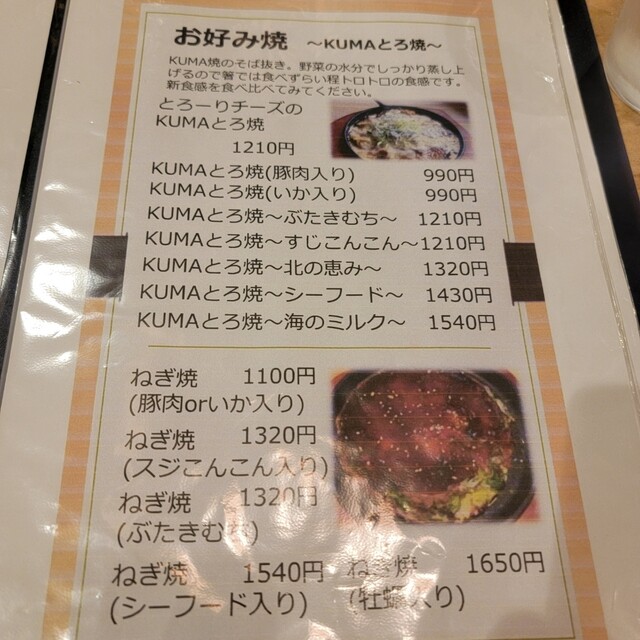 お好み焼 ～KUMAとろ焼～
KUMA焼のそば抜き。野菜の水分でしっかり蒸し上
げるので箸では食べずらい程トロトロの食感です。
新食感を食べ比べてみてください。
とろーりチーズの
KUMAとろ焼
1210円
KUMAとろ焼(豚肉入り) 990円
KUMAとろ焼(いか入り) 990円
KUMAとろ焼～ぶたきむち～ 1210円
KUMAとろ焼～すじこんこん～1210円
KUMAとろ焼～北の恵み～ 1320円
KUMAとろ焼～シーフード～ 1430円
KUMAとろ焼～海のミルク～ 1540円
ねぎ焼 1100円
(豚肉orいか入り)
ねぎ焼 1320円
(スジこんこん入り)
ねぎ焼 1320円
(ぶたきむち)
ねぎ焼 1540円
(シーフード入り)
ねぎ焼 1650円
(牡蠣入り)